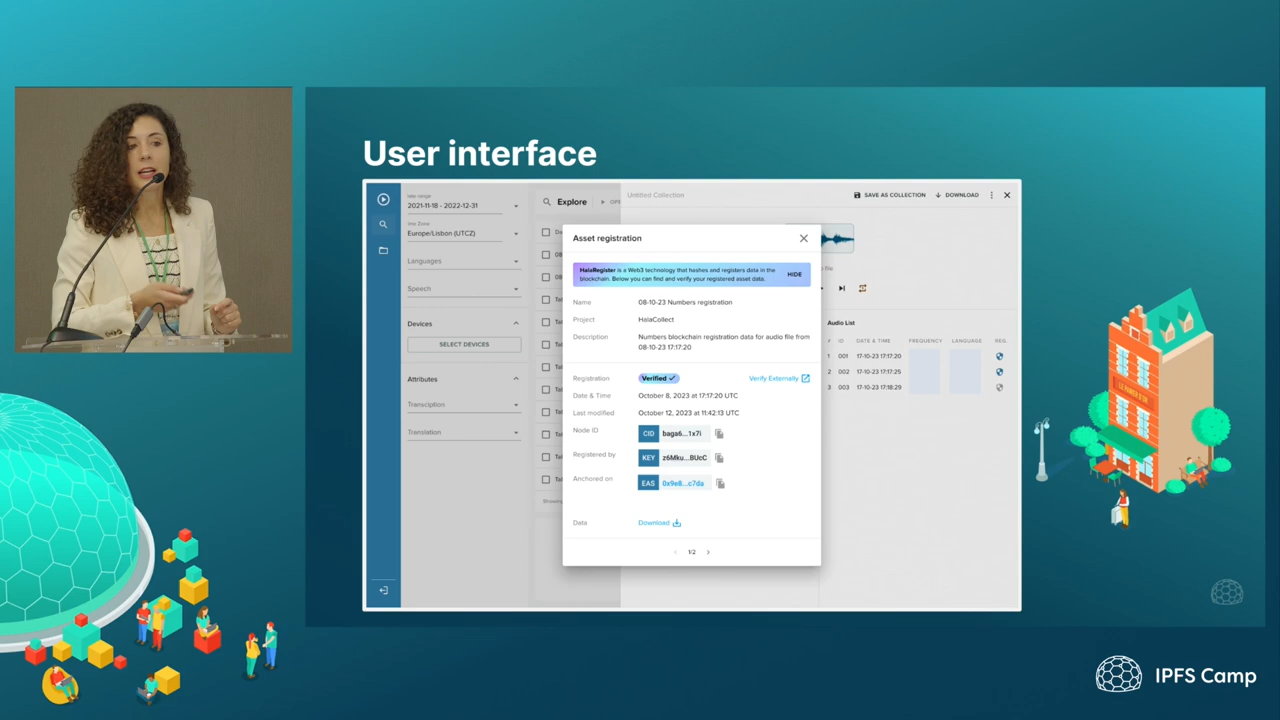 User interface
Date range
2021-11-18 - 2022-12-31
Time Zone
Europe/Lisbon (UTCZ)
Languages
Speech
Devices
SELECT DEVICES
Attributes
Transcription
Translation
Explore
Untitled Collection
SAVE AS COLLECTION
DOWNLOAD
Asset registration
HalaRegister is a Web3 technology that hashes and registers data in the
blockchain. Below you can find and verify your registered asset data.
HIDE
Name
08-10-23 Numbers registration
Project
HalaCollect
Description
Numbers blockchain registration data for audio file from
08-10-23 17:17:20
Registration
Verified
Verify Externally
Date & Time
October 8, 2023 at 17:17:20 UTC
Last modified
October 12, 2023 at 11:42:13 UTC
Node ID
CID baga6...1x7i
Registered by
KEY z6Mku...BUcC
Anchored on
EAS 0x9e8...c7da
Data
Download
1/2
Audio List
# ID DATE & TIME FREQUENCY LANGUAGE REG.
1 001 17-10-23 17:17:20
2 002 17-10-23 17:17:25
3 003 17-10-23 17:18:29
IPFS Camp